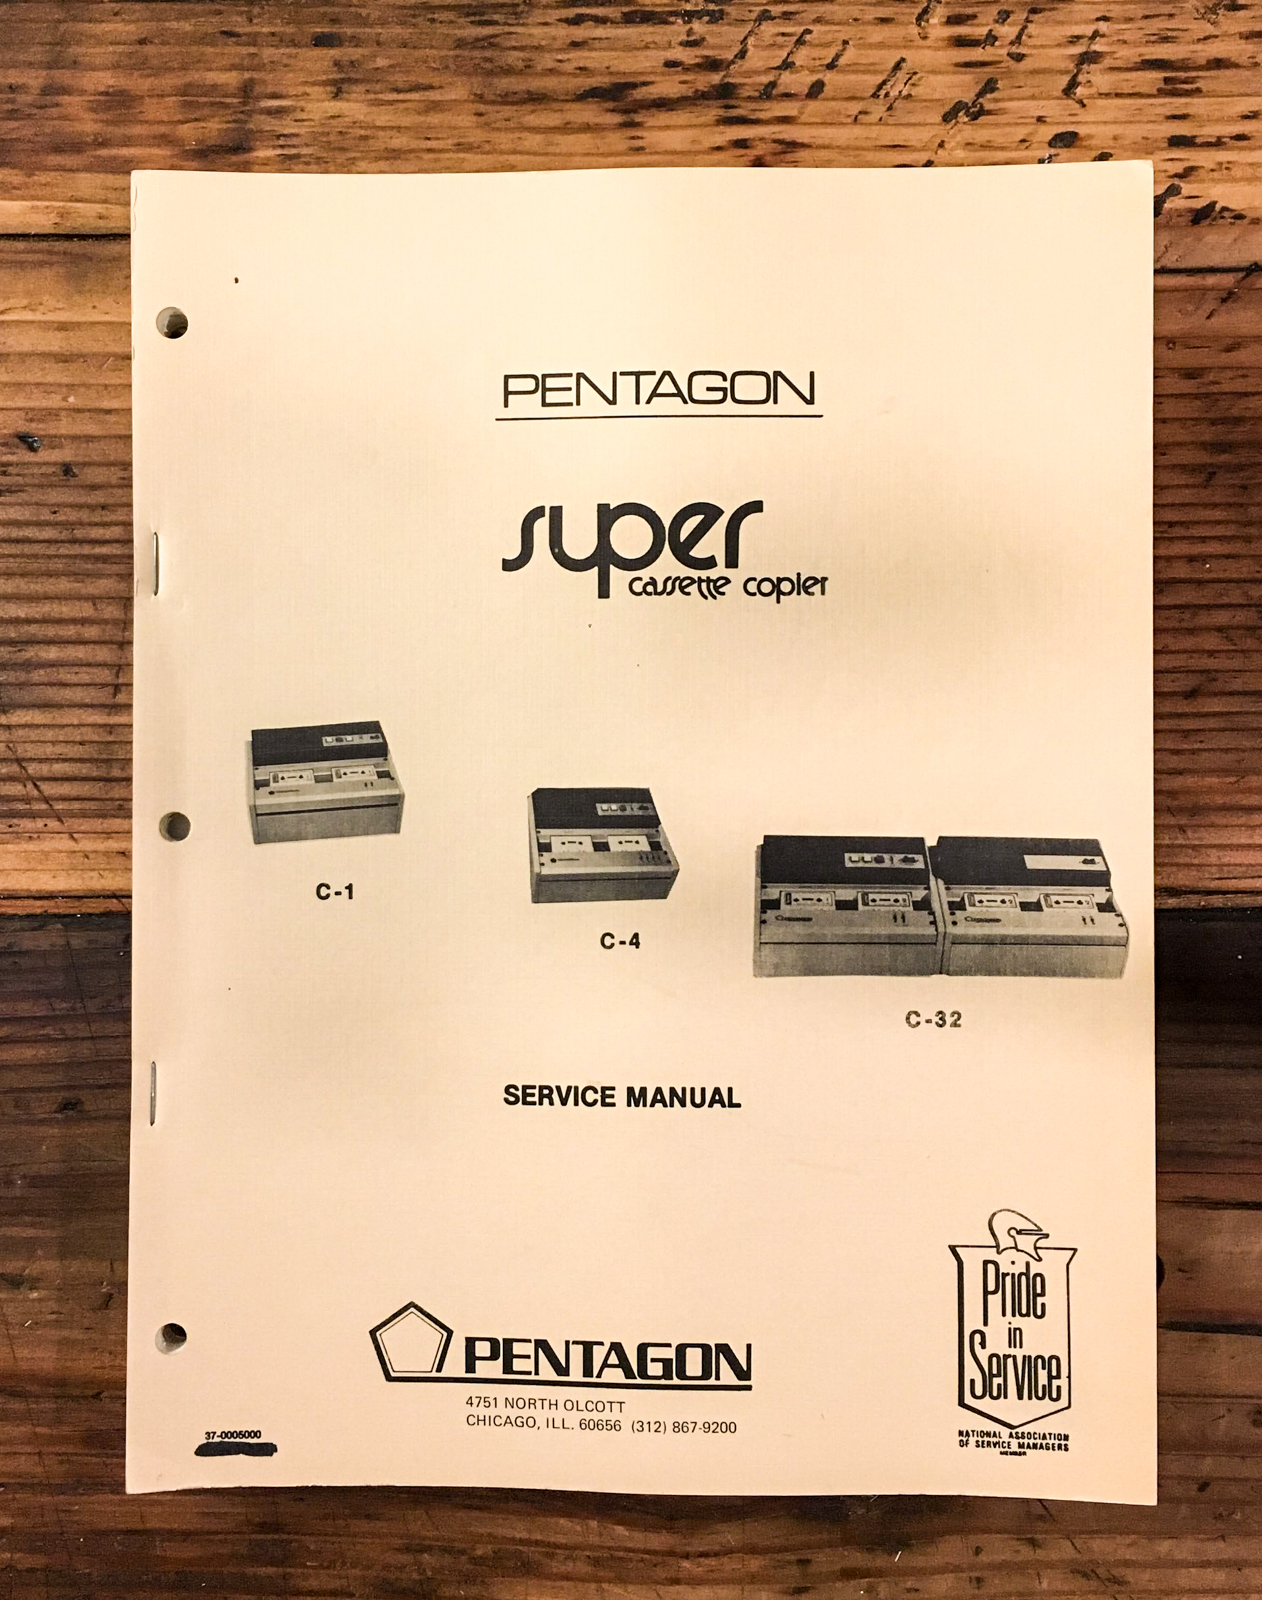 PENTAGON
super
cassette copier
C-1
C-4
C-32
SERVICE MANUAL
PENTAGON
4751 NORTH OLCOTT
CHICAGO, ILL. 60656 (312) 867-9200
37-0005000
Pride
in
Service
NATIONAL ASSOCIATION
OF SERVICE MANAGERS
MEMBER